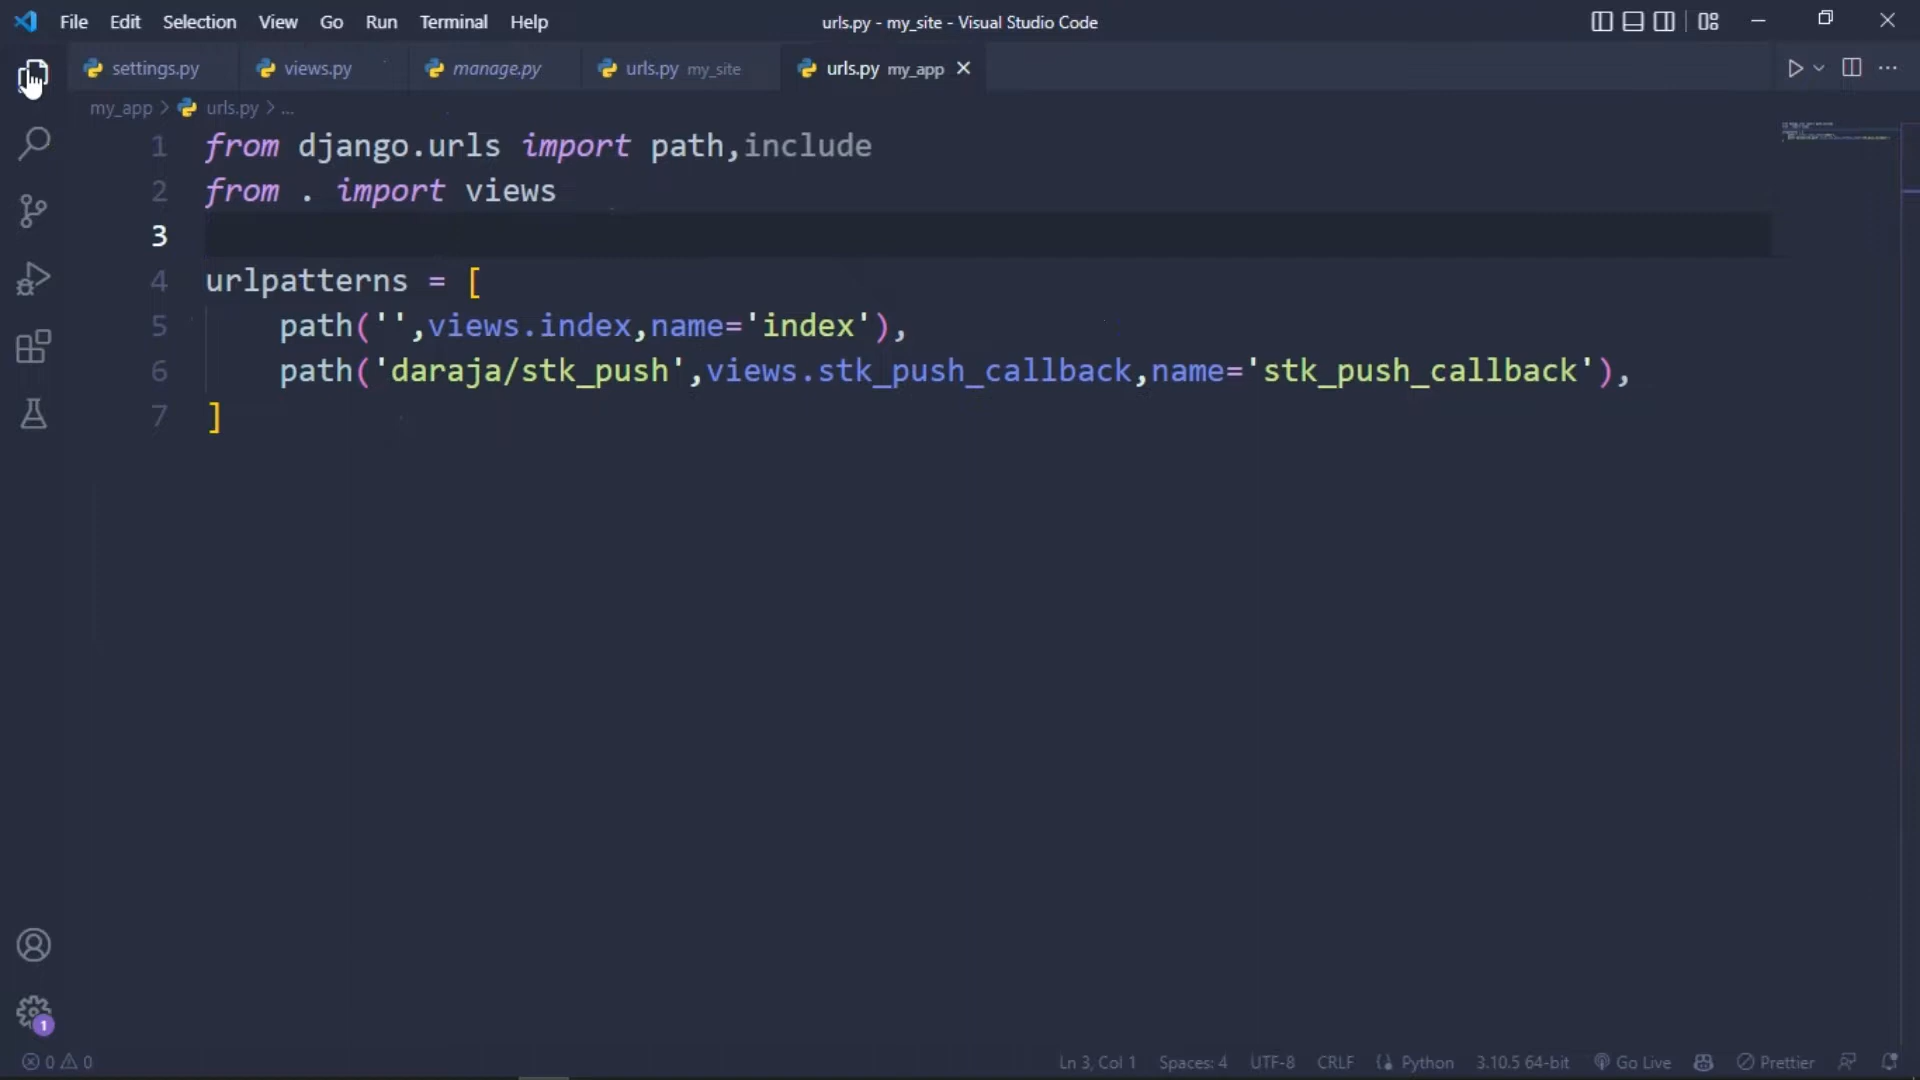 File Edit Selection View Go Run Terminal Help urls.py - my_site - Visual Studio Code
settings.py views.py manage.py urls.py my_site urls.py my_app
my_app > urls.py > ...
1 from django.urls import path,include
2 from . import views
3
4 urlpatterns = [
5 path('',views.index,name='index'),
6 path('daraja/stk_push',views.stk_push_callback,name='stk_push_callback'),
7 ]
1
0 0 Ln 3, Col 1 Spaces: 4 UTF-8 CRLF Python 3.10.5 64-bit Go Live Prettier